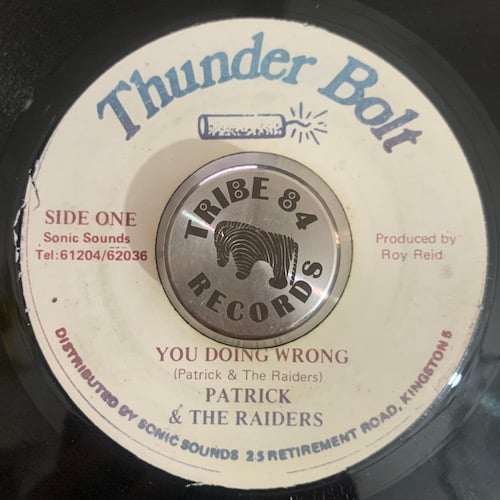 Thunder Bolt
SIDE ONE
Sonic Sounds
Tel:61204/62036
Produced by
Roy Reid
TRIBE 84
RECORDS
YOU DOING WRONG
(Patrick & The Raiders)
PATRICK
& THE RAIDERS
DISTRIBUTED BY SONIC SOUNDS 25 RETIREMENT ROAD, KINGSTON 5